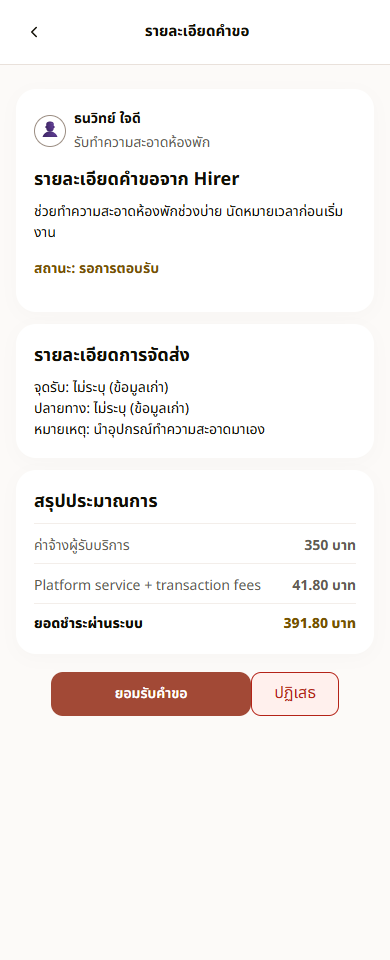 รายละเอียดคำขอ
ธนวิทย์ ใจดี
รับทำความสะอาดห้องพัก
รายละเอียดคำขอจาก Hirer
ช่วยทำความสะอาดห้องพักช่วงบ่าย นัดหมายเวลาก่อนเริ่ม
งาน
สถานะ: รอการตอบรับ
รายละเอียดการจัดส่ง
จุดรับ: ไม่ระบุ (ข้อมูลเก่า)
ปลายทาง: ไม่ระบุ (ข้อมูลเก่า)
หมายเหตุ: นำอุปกรณ์ทำความสะอาดมาเอง
สรุปประมาณการ
ค่าจ้างผู้รับบริการ 350 บาท
Platform service + transaction fees 41.80 บาท
ยอดชำระผ่านระบบ 391.80 บาท
ยอมรับคำขอ ปฏิเสธ